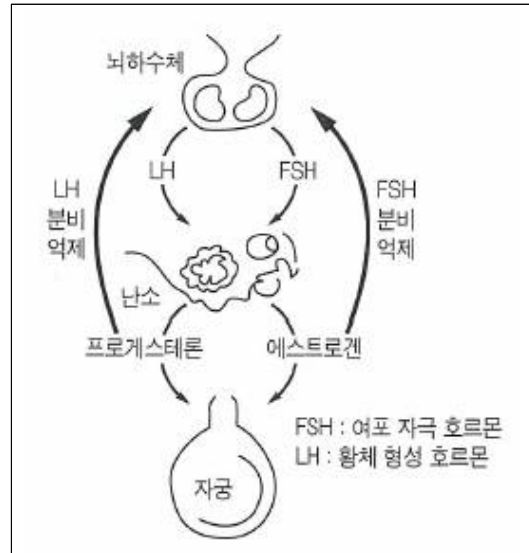 뇌하수체
LH
FSH
LH
분비
억제
FSH
분비
억제
난소
프로게스테론
에스트로겐
FSH : 여포 자극 호르몬
LH : 황체 형성 호르몬
자궁